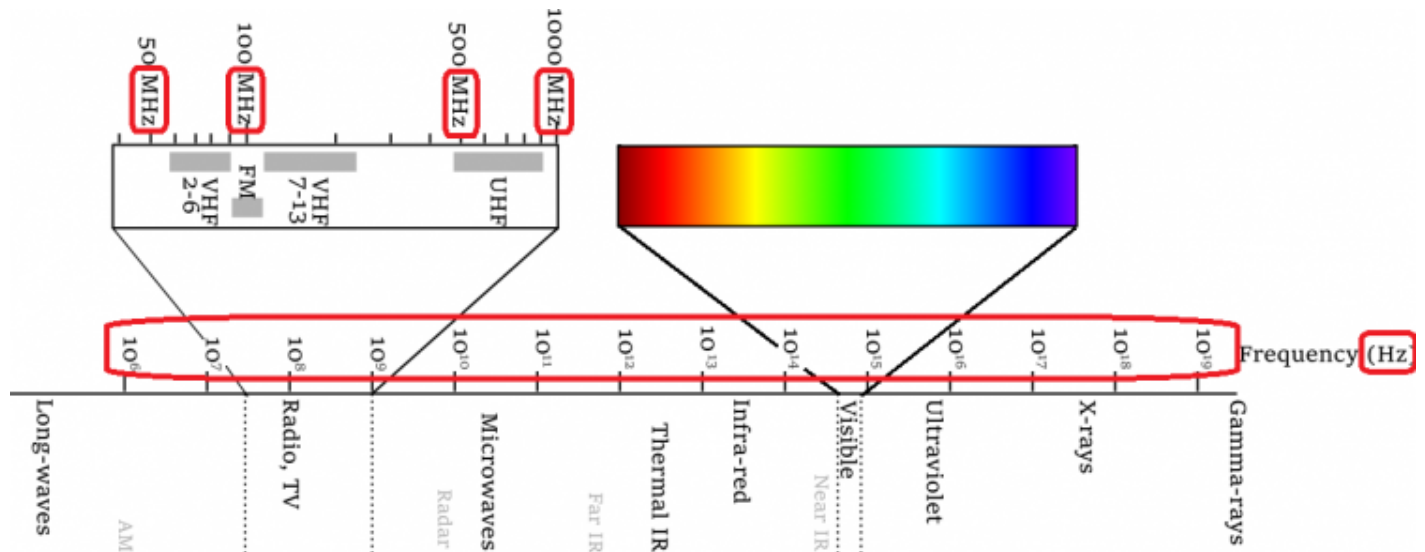 50 MHz
100 MHz
500 MHz
1000 MHz
VHF
2-6
FM
VHF
7-13
UHF
10⁶
10⁷
10⁸
10⁹
10¹⁰
10¹¹
10¹²
10¹³
10¹⁴
10¹⁵
10¹⁶
10¹⁷
10¹⁸
10¹⁹
Frequency (Hz)
Long-waves
Radio, TV
Microwaves
Thermal IR
Infra-red
Visible
Ultraviolet
X-rays
Gamma-rays
AM
Radar
Far IR
Near IR